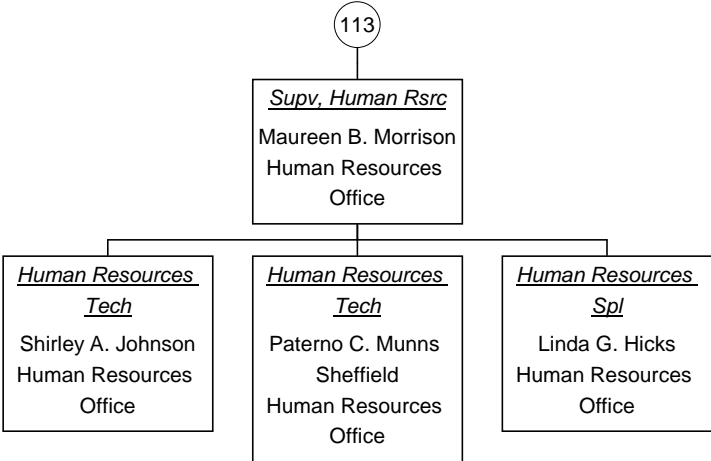 113
Supv, Human Rsrc
Maureen B. Morrison
Human Resources
Office
Human Resources
Tech
Shirley A. Johnson
Human Resources
Office
Human Resources
Tech
Paterno C. Munns
Sheffield
Human Resources
Office
Human Resources
Spl
Linda G. Hicks
Human Resources
Office